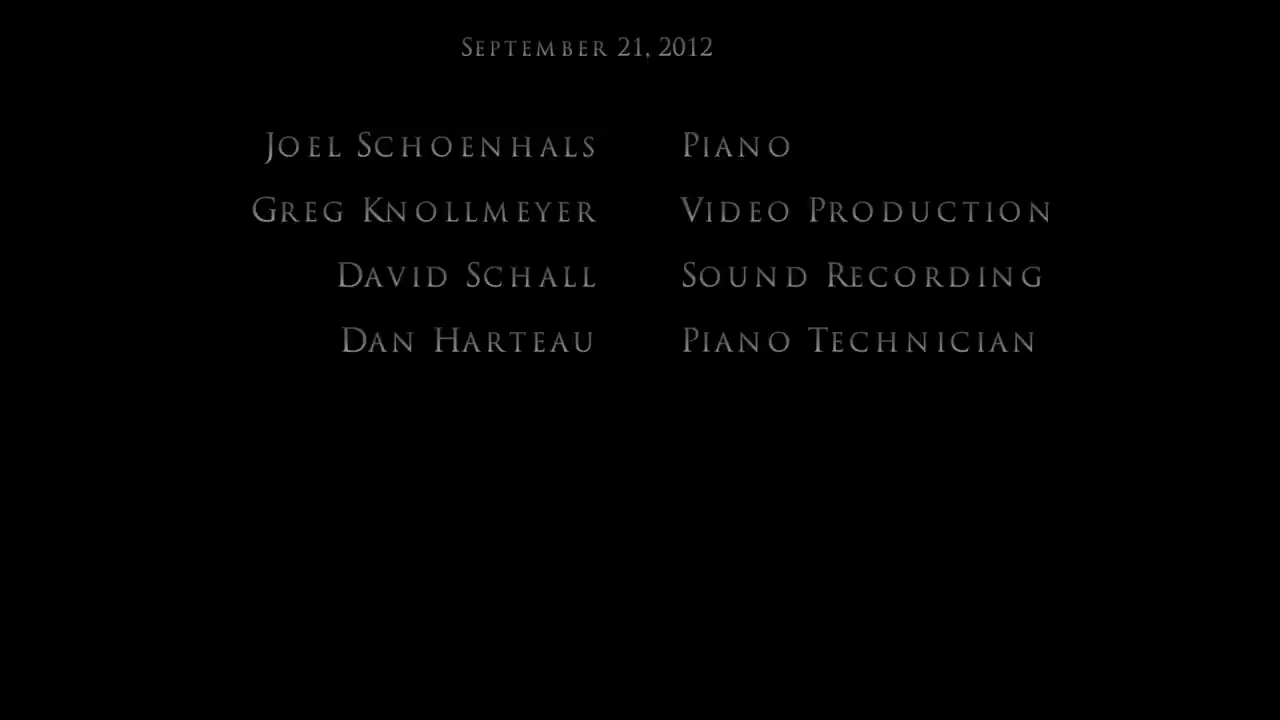 September 21, 2012
Joel Schoenhals Piano
Greg Knollmeyer Video Production
David Schall Sound Recording
Dan Harteau Piano Technician